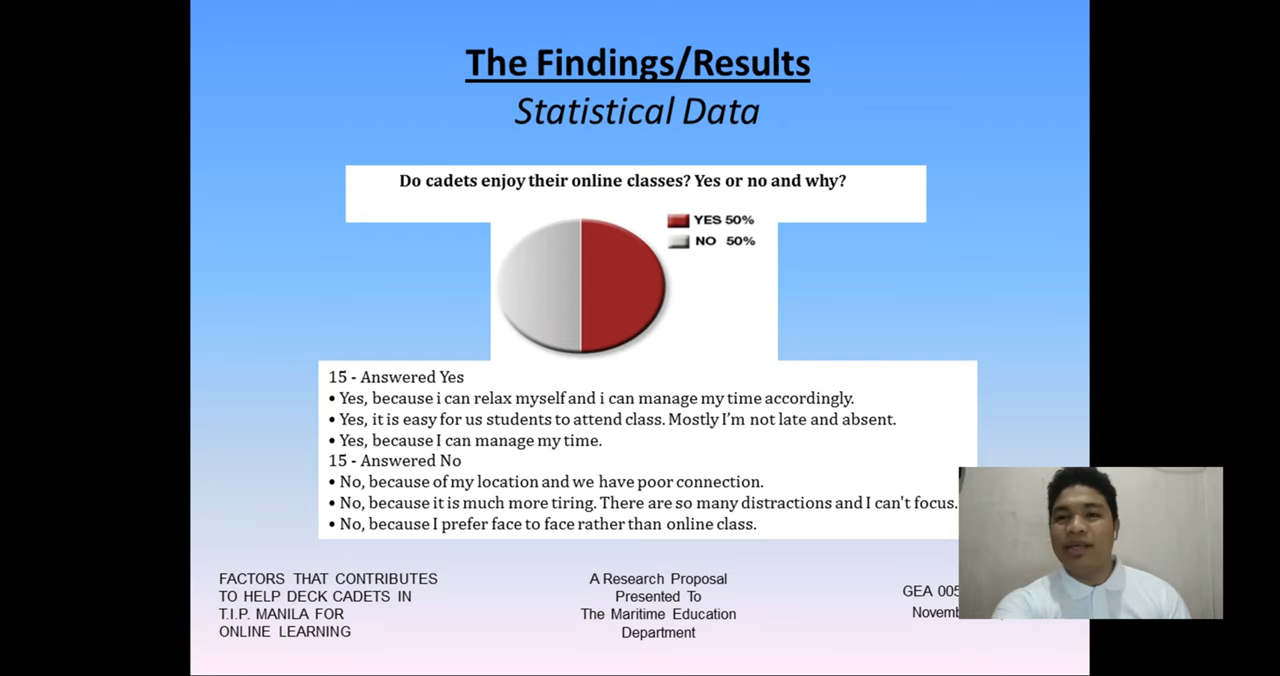 The Findings/Results
Statistical Data
Do cadets enjoy their online classes? Yes or no and why?
YES 50%
NO 50%
15 - Answered Yes
• Yes, because i can relax myself and i can manage my time accordingly.
• Yes, it is easy for us students to attend class. Mostly I’m not late and absent.
• Yes, because I can manage my time.
15 - Answered No
• No, because of my location and we have poor connection.
• No, because it is much more tiring. There are so many distractions and I can't focus.
• No, because I prefer face to face rather than online class.
FACTORS THAT CONTRIBUTES
TO HELP DECK CADETS IN
T.I.P. MANILA FOR
ONLINE LEARNING
A Research Proposal
Presented To
The Maritime Education
Department
GEA 005